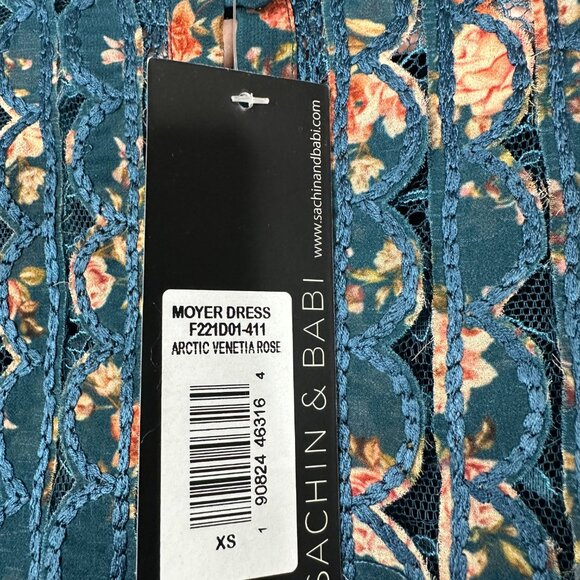 MOYER DRESS
F221D01-411
ARCTIC VENETIA ROSE
1 90824 46316 4
XS
SACHIN & BABI
www.sachinandbabi.com